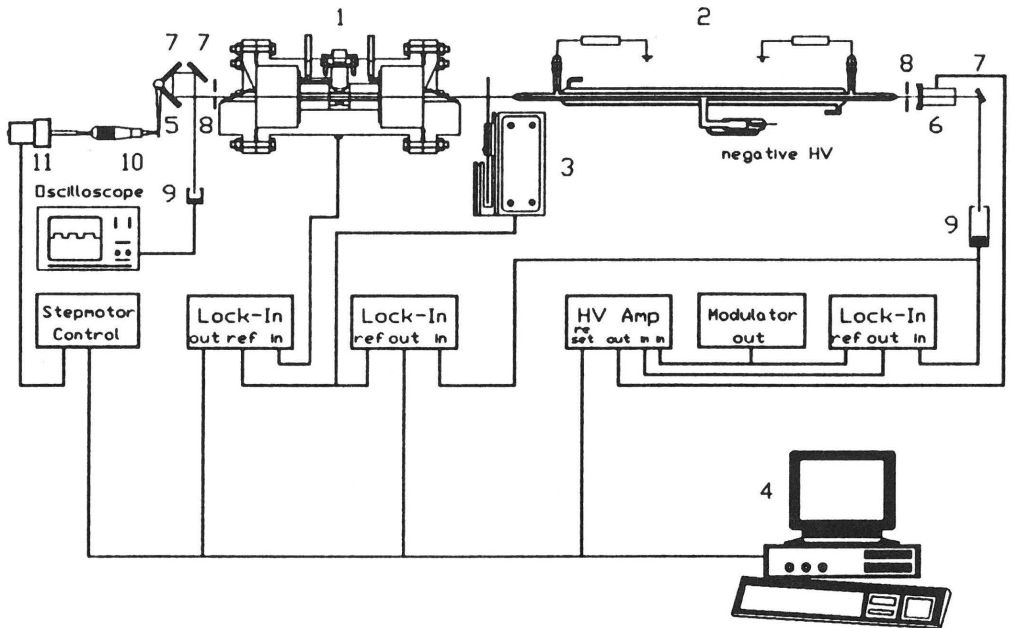 1
2
7 7
8 7
5 8
6
11
10
3
negative HV
Oscilloscope
9
9
Stepmotor
Control
Lock-In
out ref in
Lock-In
ref out in
HV Amp
re
set out in in
Modulator
out
Lock-In
ref out in
4